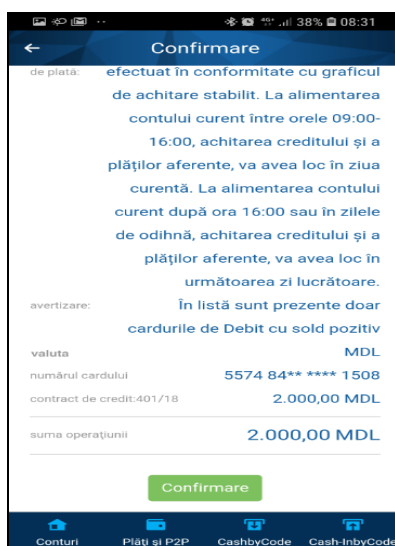 38% 08:31
Confirmare
de plată: efectuat în conformitate cu graficul
de achitare stabilit. La alimentarea
contului curent între orele 09:00-
16:00, achitarea creditului și a
plăților aferente, va avea loc în ziua
curentă. La alimentarea contului
curent după ora 16:00 sau în zilele
de odihnă, achitarea creditului și a
plăților aferente, va avea loc în
următoarea zi lucrătoare.
avertizare: În listă sunt prezente doar
cardurile de Debit cu sold pozitiv
valuta MDL
numărul cardului 5574 84** **** 1508
contract de credit:401/18 2.000,00 MDL
suma operațiunii 2.000,00 MDL
Confirmare
Conturi Plăți și P2P CashbyCode Cash-InbyCode